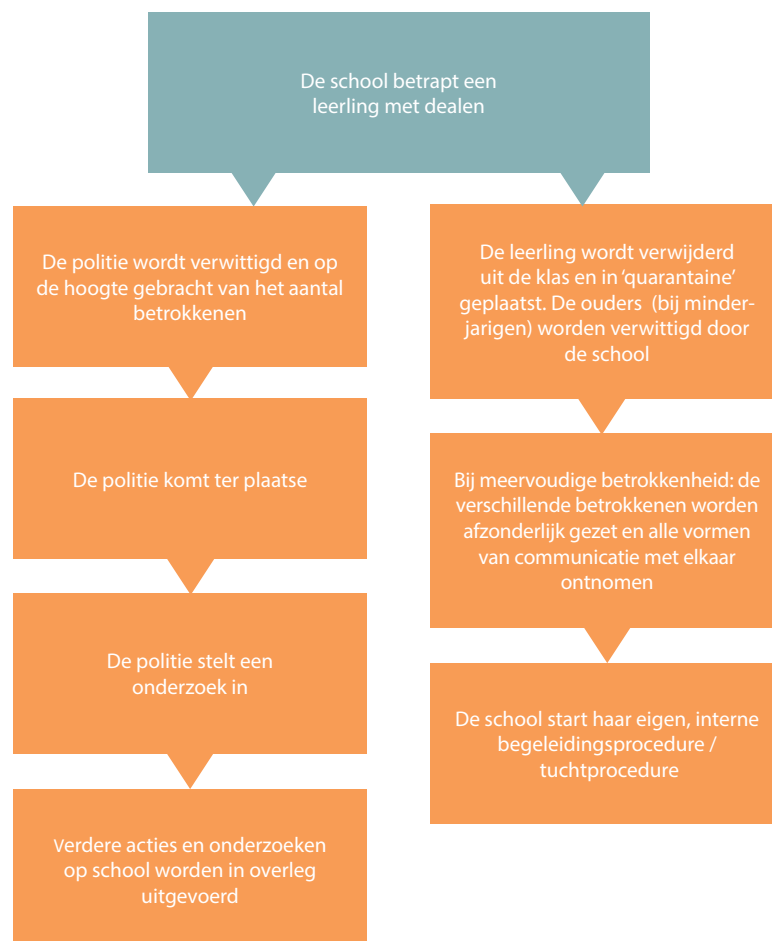 De school betrapt een
leerling met dealen
De politie wordt verwittigd en op
de hoogte gebracht van het aantal
betrokkenen
De politie komt ter plaatse
De politie stelt een
onderzoek in
Verdere acties en onderzoeken
op school worden in overleg
uitgevoerd
De leerling wordt verwijderd
uit de klas en in ‘quarantaine’
geplaatst. De ouders (bij minder-
jarigen) worden verwittigd door
de school
Bij meervoudige betrokkenheid: de
verschillende betrokkenen worden
afzonderlijk gezet en alle vormen
van communicatie met elkaar
ontnomen
De school start haar eigen, interne
begeleidingsprocedure /
tuchtprocedure